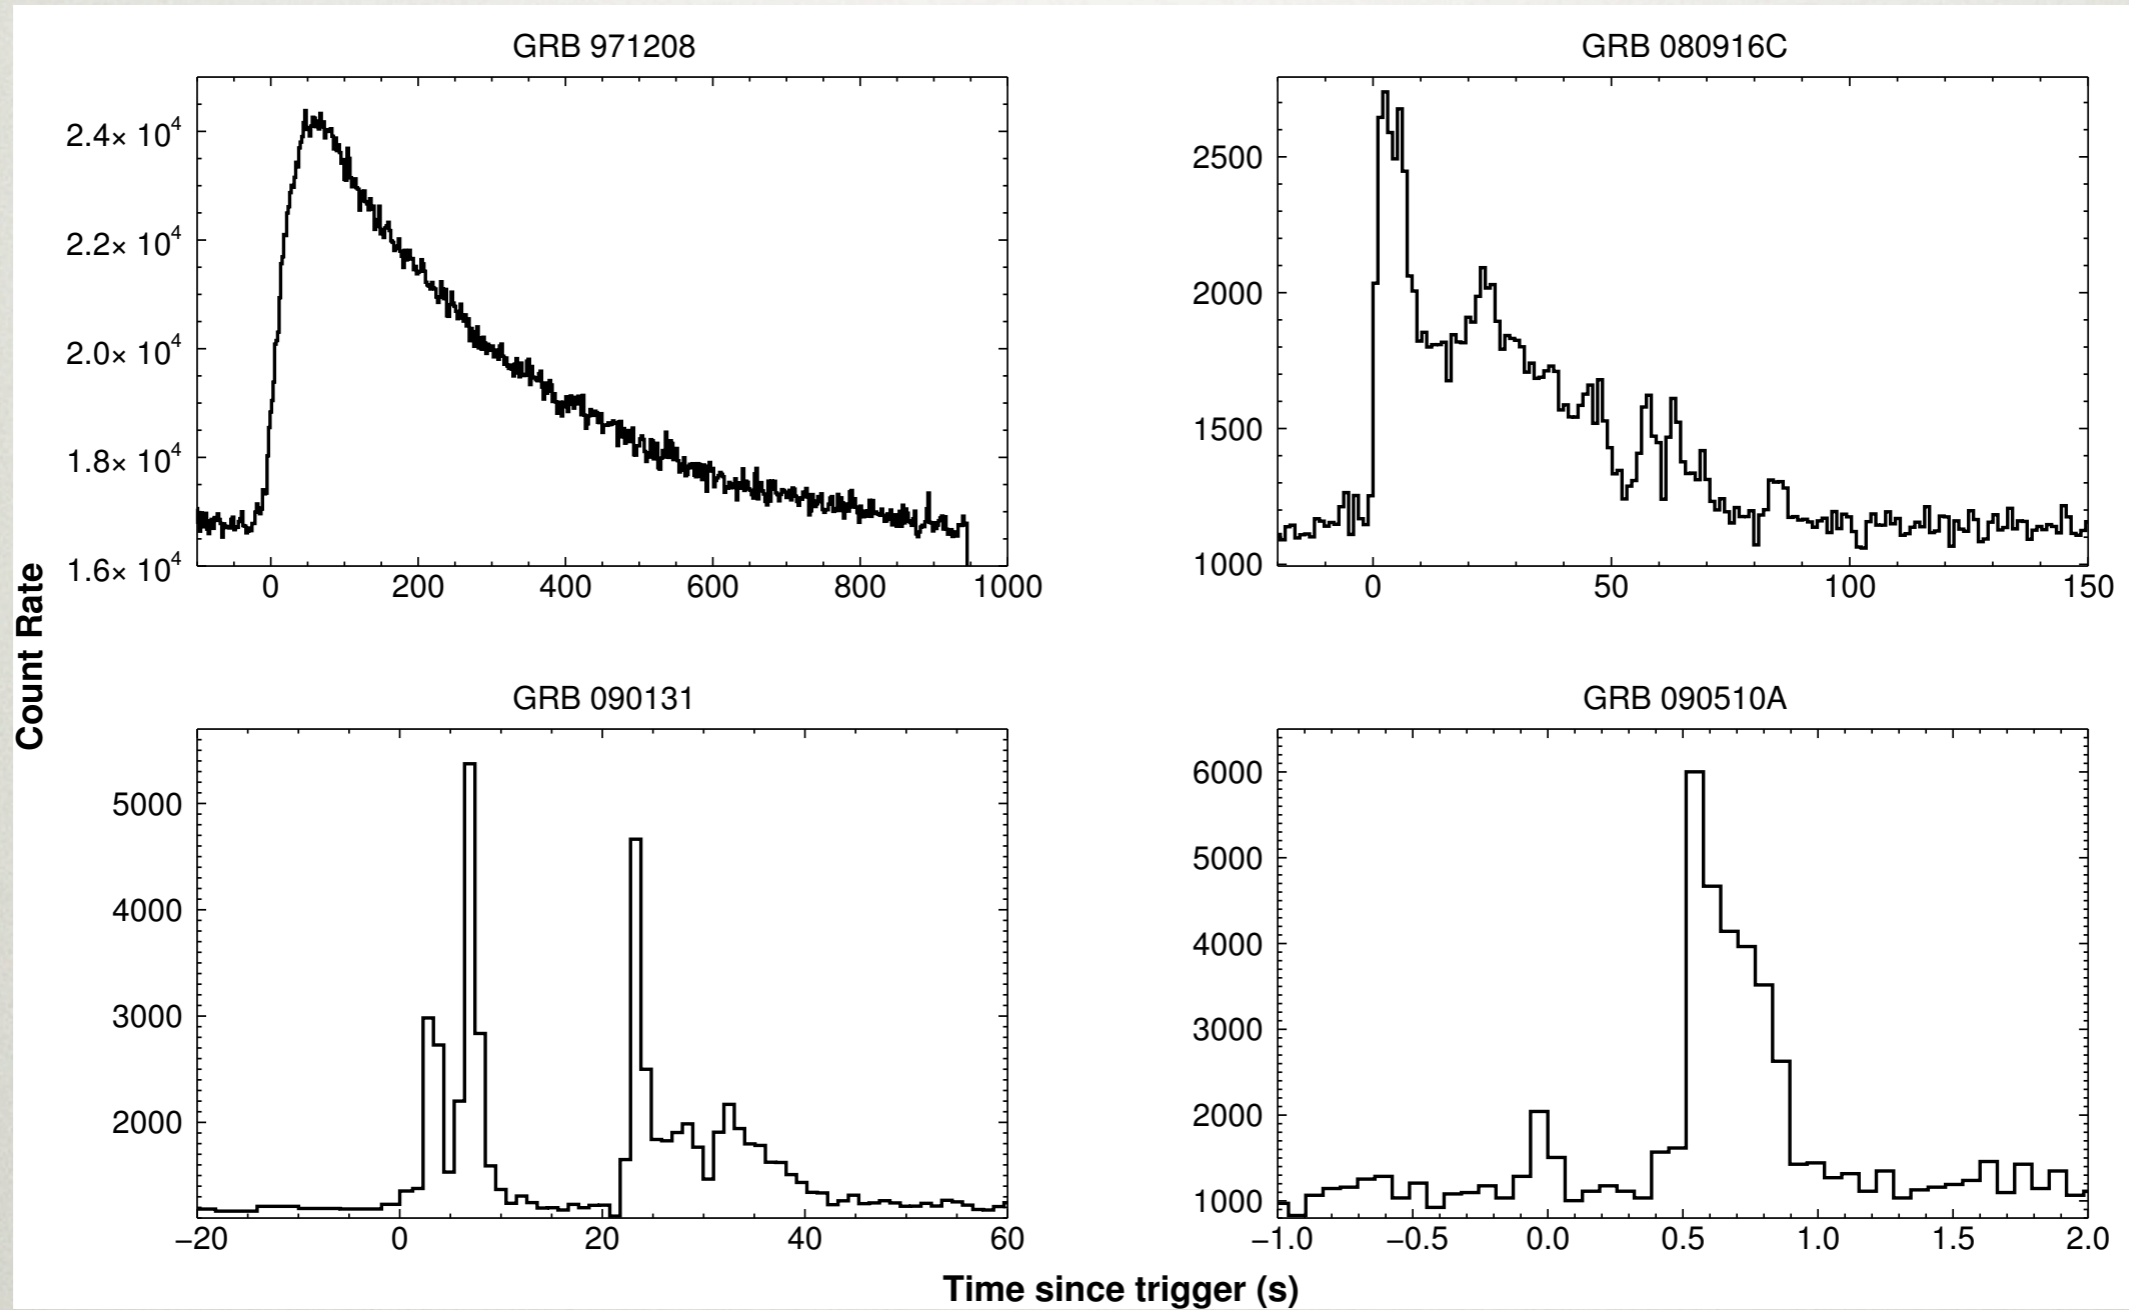 GRB 971208
2.4× 10⁴
2.2× 10⁴
2.0× 10⁴
1.8× 10⁴
1.6× 10⁴
0 200 400 600 800 1000
GRB 080916C
2500
2000
1500
1000
0 50 100 150
Count Rate
GRB 090131
5000
4000
3000
2000
−20 0 20 40 60
GRB 090510A
6000
5000
4000
3000
2000
1000
−1.0 −0.5 0.0 0.5 1.0 1.5 2.0
Time since trigger (s)